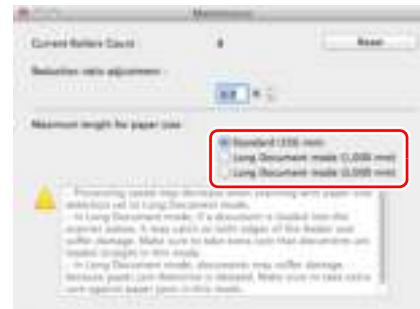 Maintenance
Current Rollers Count: Reset
Reduction ratio adjustment:
%
Maximum length for paper size:
Standard (356 mm)
Long Document mode (1,000 mm)
Long Document mode (3,000 mm)
Processing speed may decrease when scanning with paper size
detection set to Long Document mode.
In Long Document mode, if a document is loaded into the
scanner askew, it may catch on both edges of the feeder and
suffer damage. Make sure to take extra care that documents are
loaded straight in this mode.
In Long Document mode, documents may suffer damage
because paper jam detection is delayed. Make sure to take extra
care against paper jams in this mode.